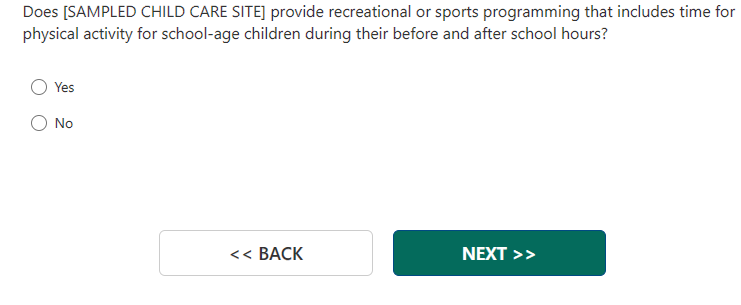 Does [SAMPLED CHILD CARE SITE] provide recreational or sports programming that includes time for
physical activity for school-age children during their before and after school hours?
Yes
No
<< BACK
NEXT >>